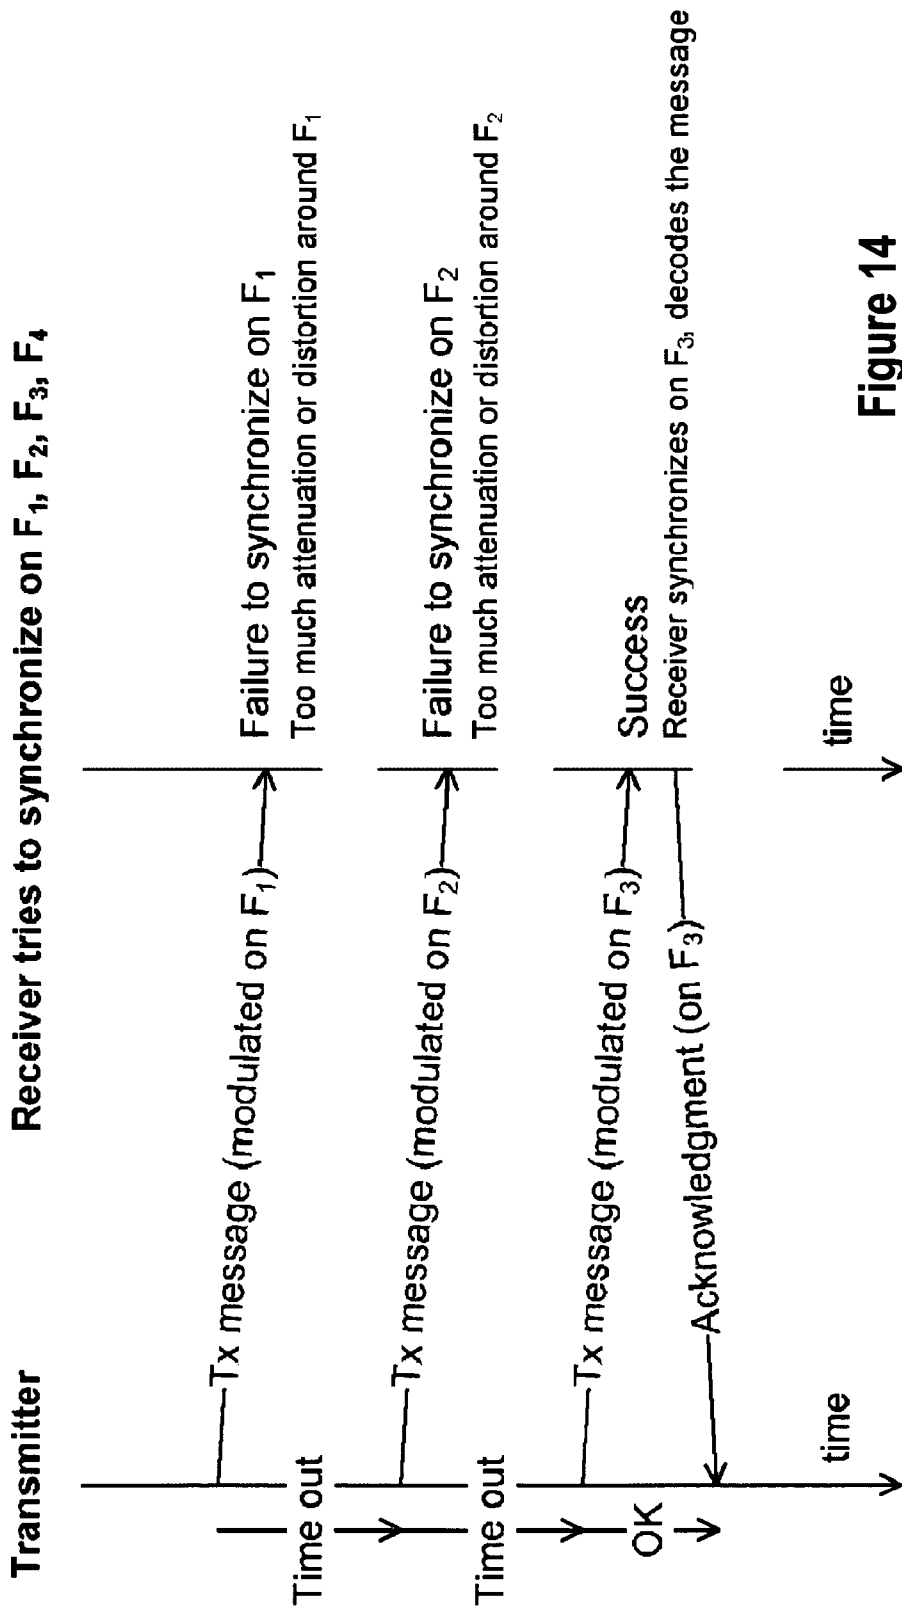 Transmitter
Receiver tries to synchronize on F1, F2, F3, F4
Tx message (modulated on F1)
Failure to synchronize on F1
Too much attenuation or distortion around F1
Time out
Tx message (modulated on F2)
Failure to synchronize on F2
Too much attenuation or distortion around F2
Time out
Tx message (modulated on F3)
Success
Receiver synchronizes on F3, decodes the message
OK
Acknowledgment (on F3)
time
time
Figure 14